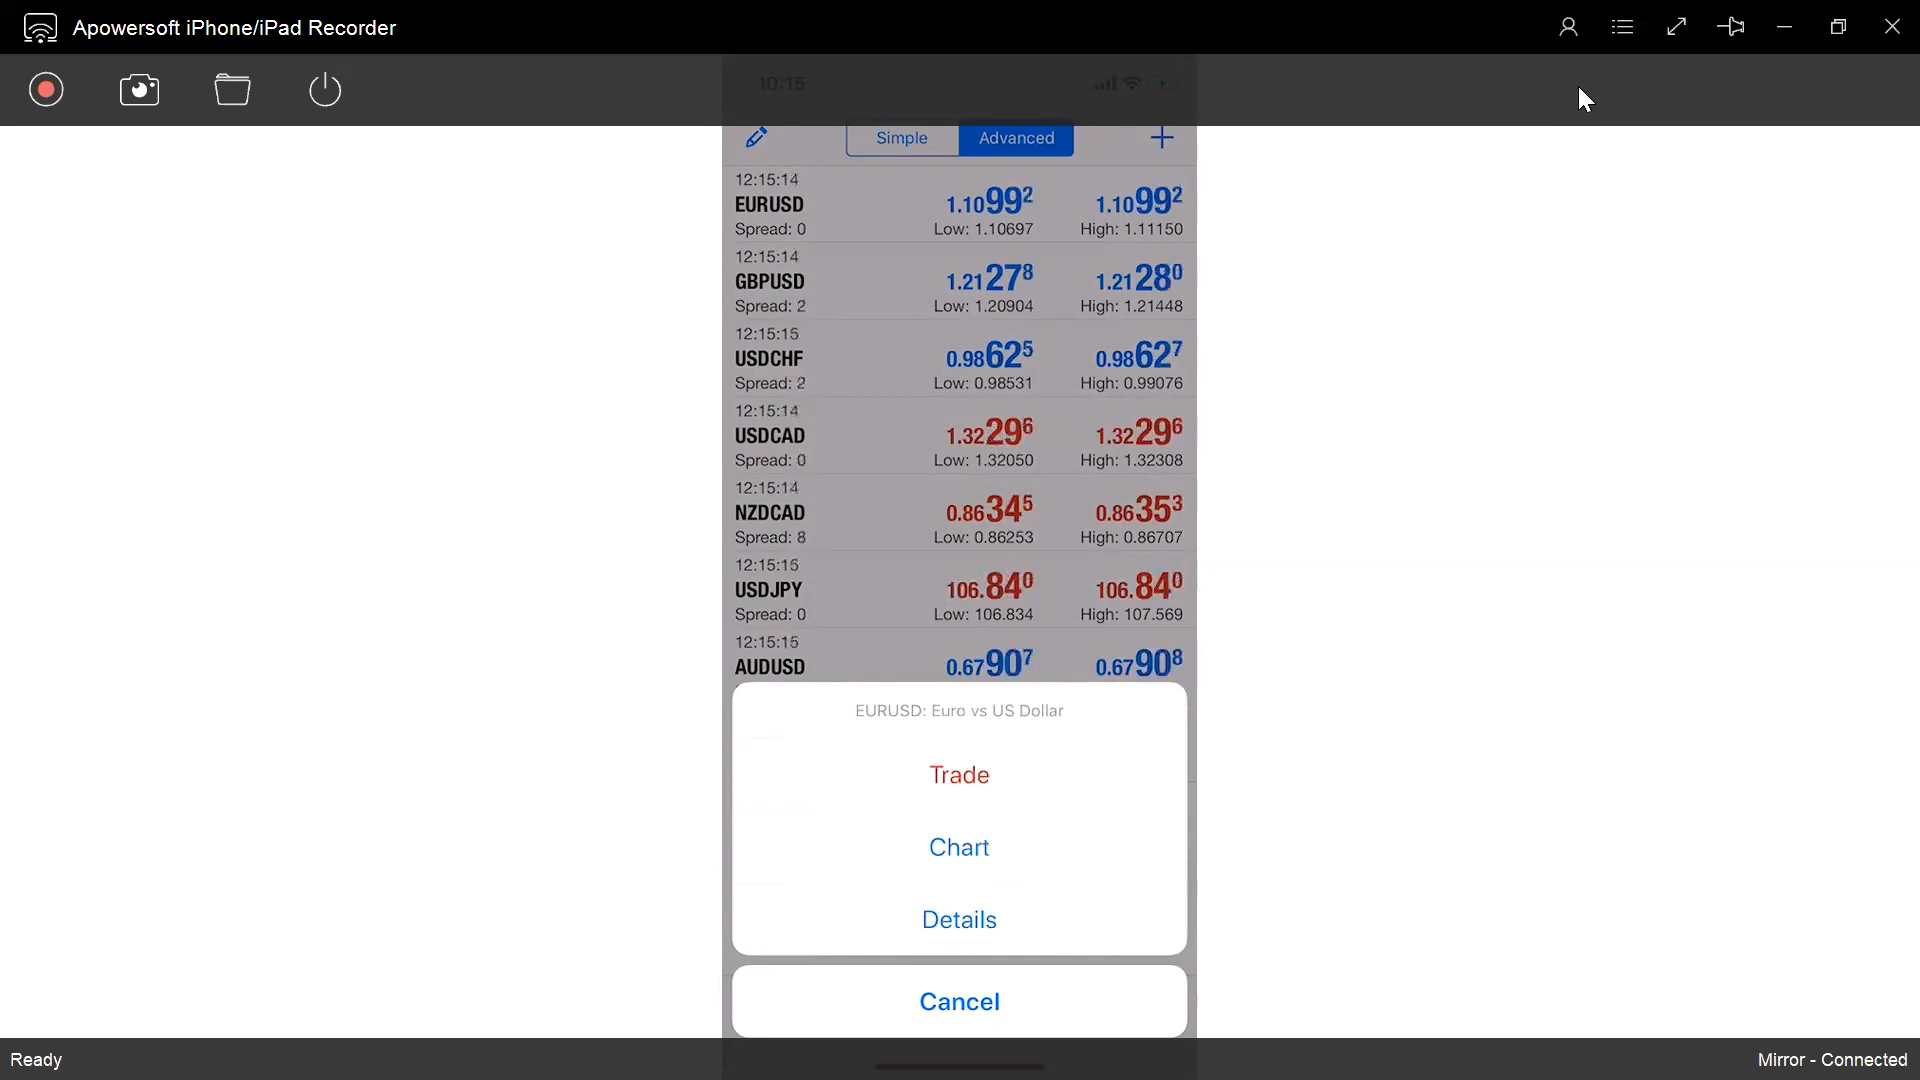 Apowersoft iPhone/iPad Recorder
10:15
Simple Advanced
12:15:14
EURUSD 1.10992 1.10992
Spread: 0 Low: 1.10697 High: 1.11150
12:15:14
GBPUSD 1.21278 1.21280
Spread: 2 Low: 1.20904 High: 1.21448
12:15:15
USDCHF 0.98625 0.98627
Spread: 2 Low: 0.98531 High: 0.99076
12:15:14
USDCAD 1.32296 1.32296
Spread: 0 Low: 1.32050 High: 1.32308
12:15:14
NZDCAD 0.86345 0.86353
Spread: 8 Low: 0.86253 High: 0.86707
12:15:15
USDJPY 106.840 106.840
Spread: 0 Low: 106.834 High: 107.569
12:15:15
AUDUSD 0.67907 0.67908
EURUSD: Euro vs US Dollar
Trade
Chart
Details
Cancel
Ready
Mirror - Connected